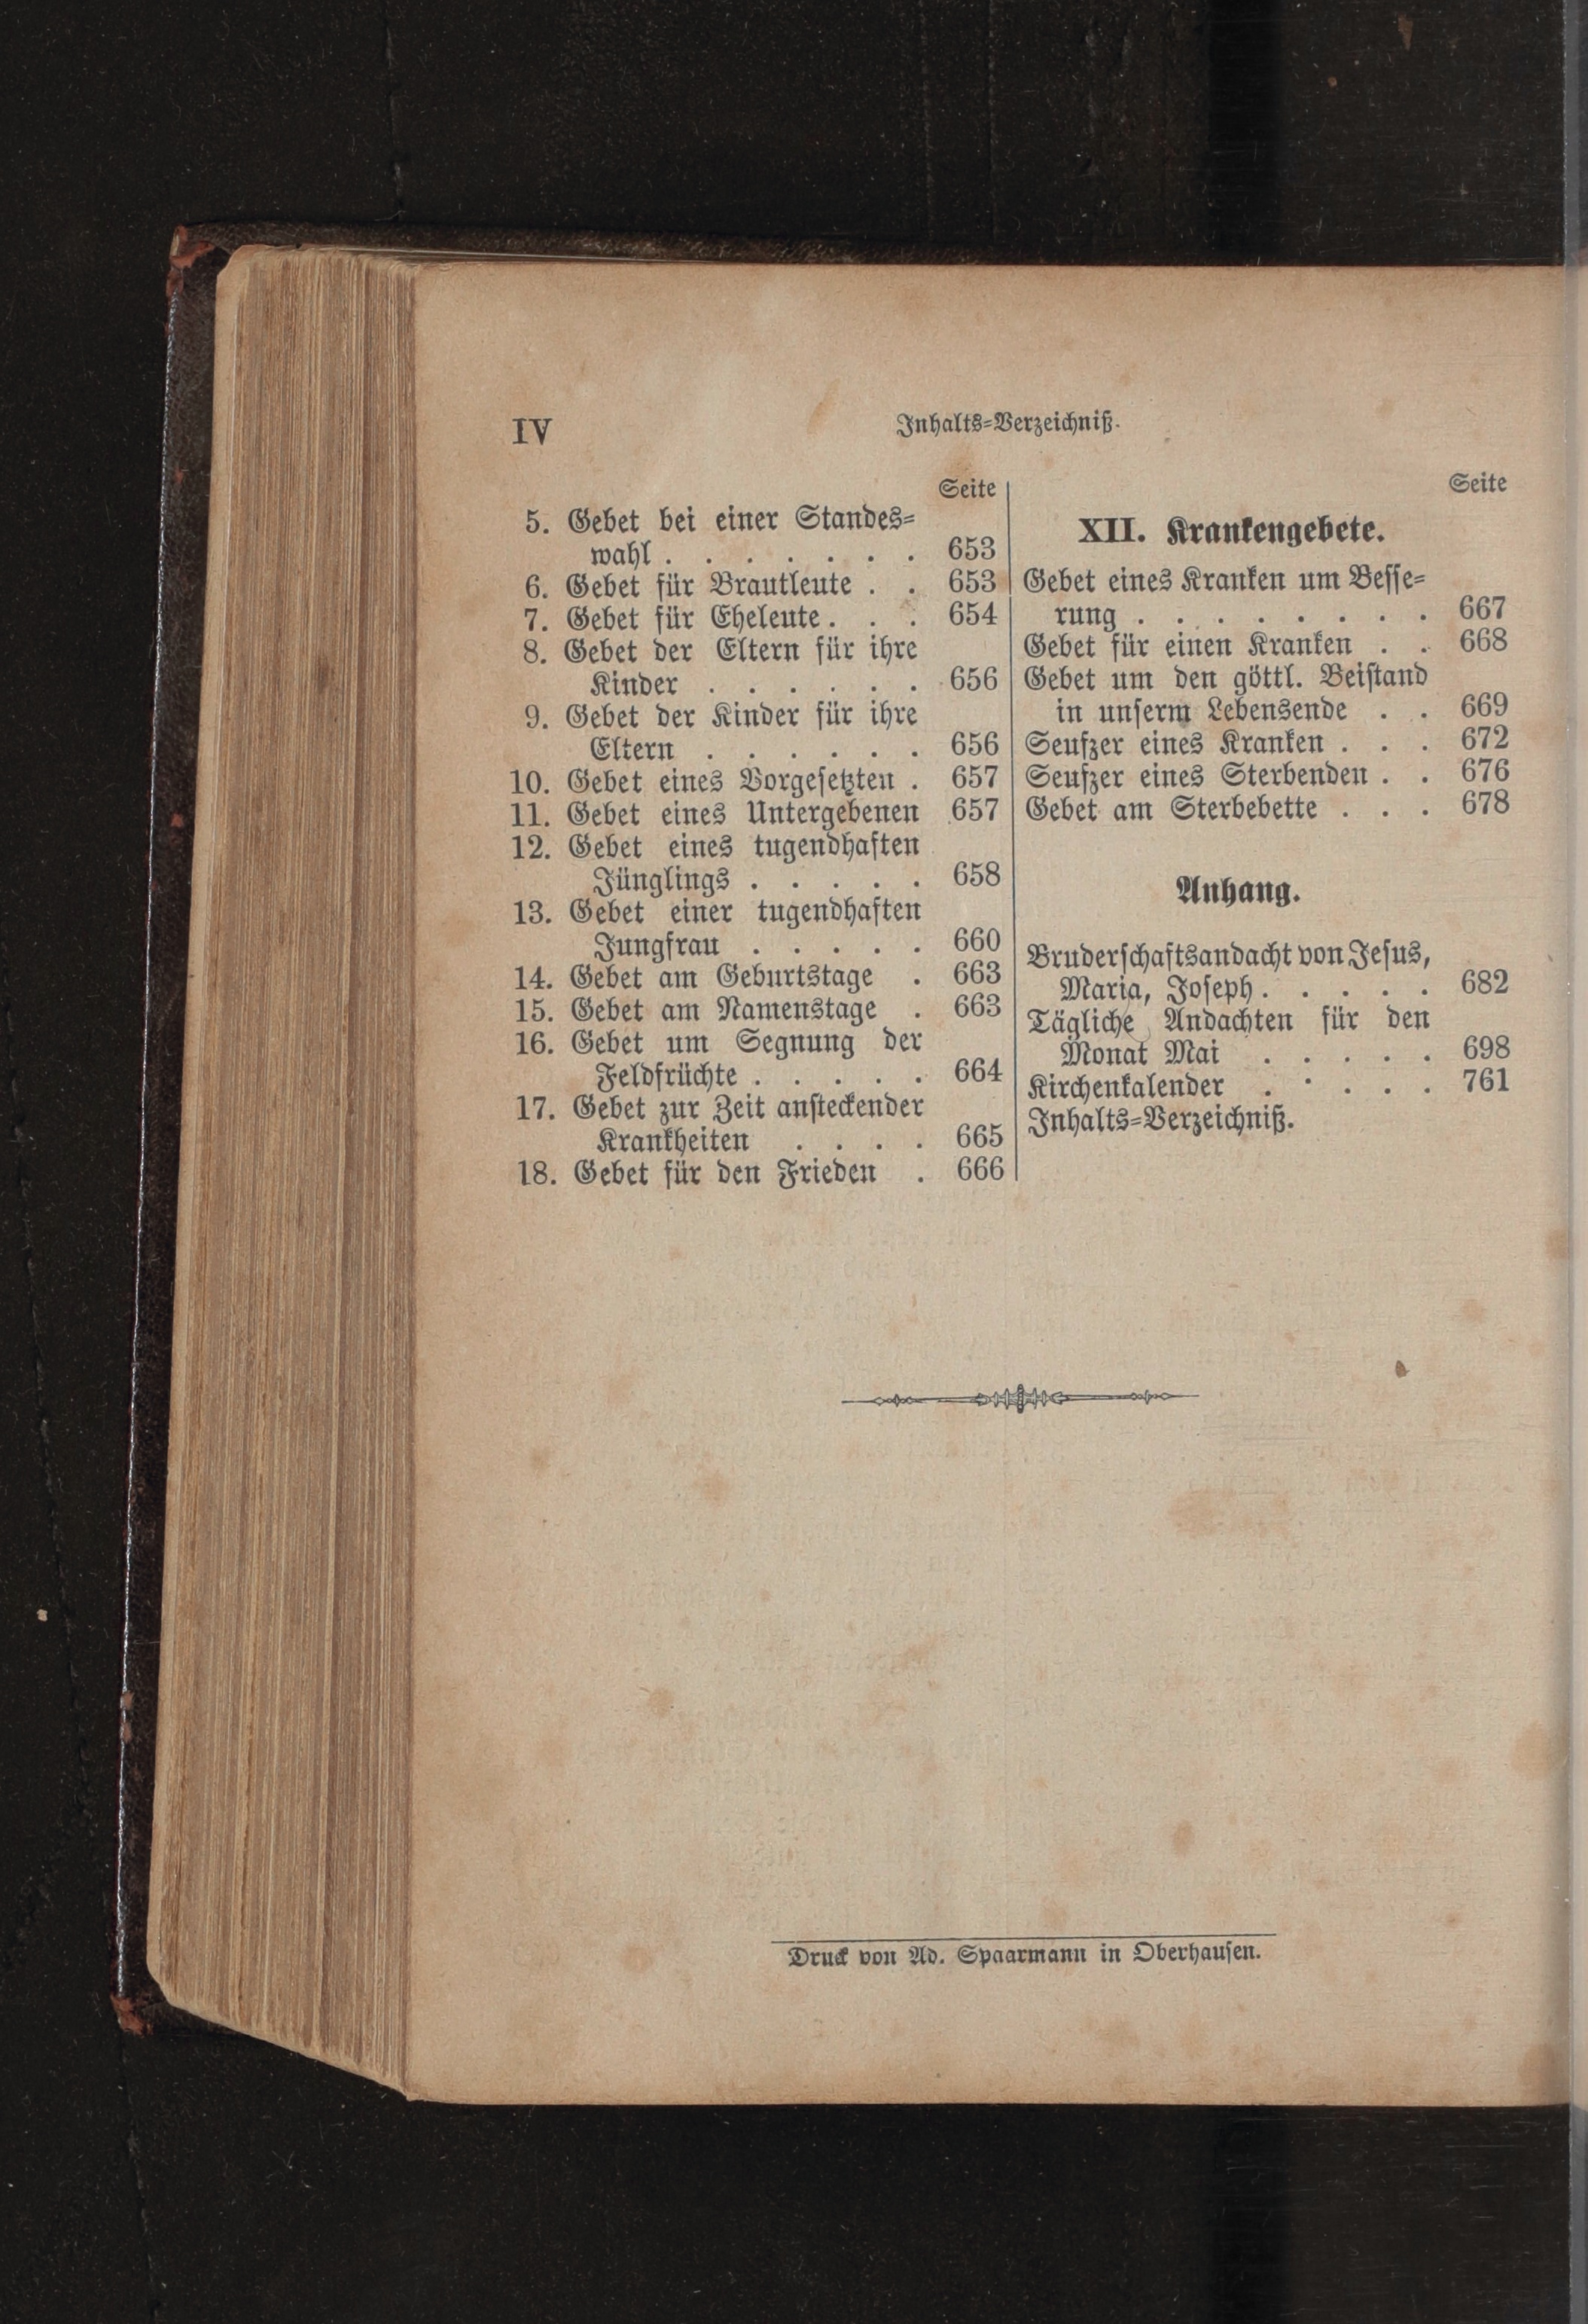 IV
Inhalts=Verzeichniß.
Seite
5. Gebet bei einer Standes=
wahl . . . . . . . 653
6. Gebet für Brautleute . . 653
7. Gebet für Eheleute . . . 654
8. Gebet der Eltern für ihre
Kinder . . . . . . 656
9. Gebet der Kinder für ihre
Eltern . . . . . . 656
10. Gebet eines Vorgesetzten . 657
11. Gebet eines Untergebenen 657
12. Gebet eines tugendhaften
Jünglings . . . . . 658
13. Gebet einer tugendhaften
Jungfrau . . . . . 660
14. Gebet am Geburtstage . 663
15. Gebet am Namenstage . 663
16. Gebet um Segnung der
Feldfrüchte . . . . . 664
17. Gebet zur Zeit ansteckender
Krankheiten . . . . 665
18. Gebet für den Frieden . 666
Seite
XII. Krankengebete.
Gebet eines Kranken um Besse=
rung . . . . . . . . 667
Gebet für einen Kranken . . 668
Gebet um den göttl. Beistand
in unserm Lebensende . . 669
Seufzer eines Kranken . . . 672
Seufzer eines Sterbenden . . 676
Gebet am Sterbebette . . . 678
Anhang.
Bruderschaftsandacht von Jesus,
Maria, Joseph . . . . . 682
Tägliche Andachten für den
Monat Mai . . . . . 698
Kirchenkalender . . . . . 761
Inhalts=Verzeichniß.
Druck von Ad. Spaarmann in Oberhausen.